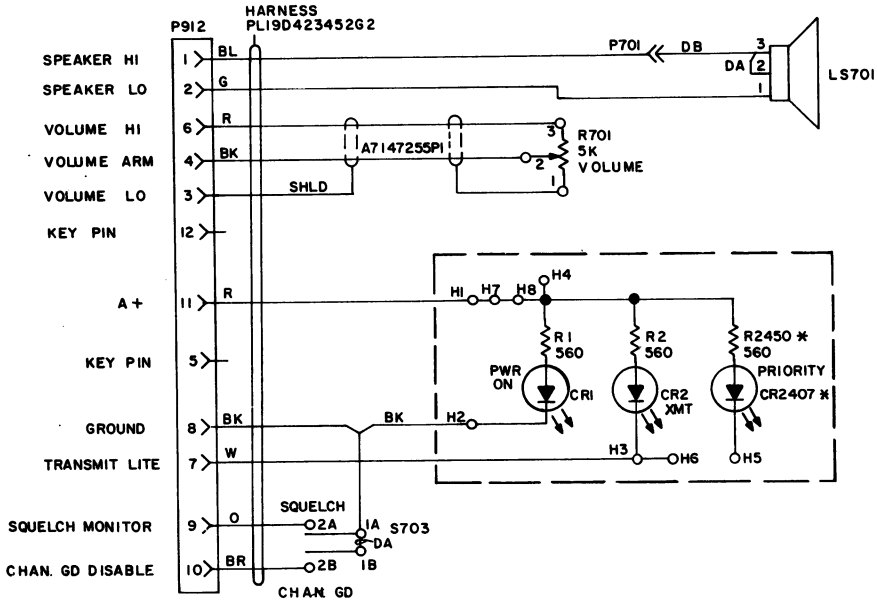 HARNESS
P912 PL19D423452G2
SPEAKER HI 1 BL P701 DB 3
DA 2 LS701
SPEAKER LO 2 G 1
VOLUME HI 6 R 3 R701
A7147255P1 5K
VOLUME ARM 4 BK 2 VOLUME
VOLUME LO 3 SHLD 1
KEY PIN 12
H4
A+ 11 R H1 H7 H8
R1 R2 R2450 *
560 560 560
KEY PIN 5
PWR ON CR1 CR2 XMT PRIORITY CR2407 *
GROUND 8 BK BK H2
TRANSMIT LITE 7 W H3 H6 H5
SQUELCH
SQUELCH MONITOR 9 O 2A 1A S703
DA
1B
CHAN. GD DISABLE 10 BR 2B
CHAN. GD